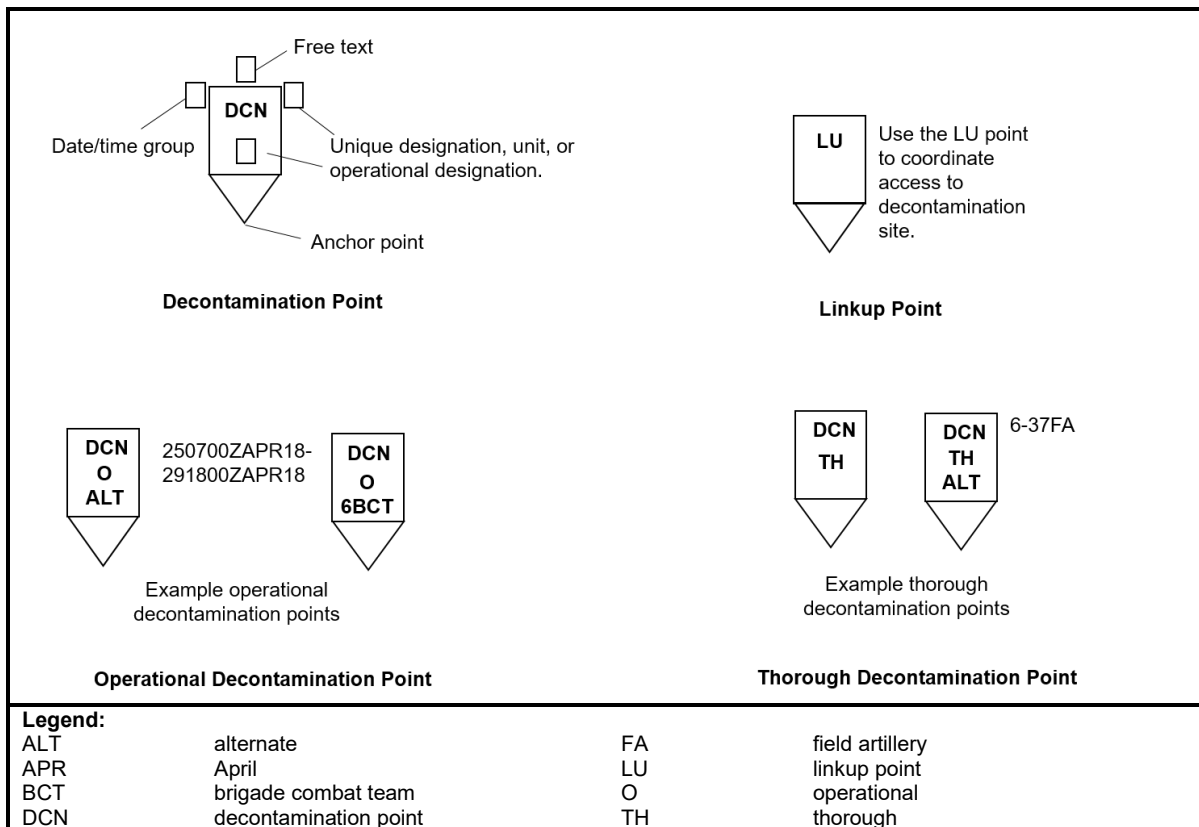 Free text
DCN
Date/time group
Unique designation, unit, or
operational designation.
Anchor point
Decontamination Point
LU
Use the LU point
to coordinate
access to
decontamination
site.
Linkup Point
DCN
O
ALT
250700ZAPR18-
291800ZAPR18
DCN
O
6BCT
Example operational
decontamination points
Operational Decontamination Point
DCN
TH
DCN
TH
ALT
6-37FA
Example thorough
decontamination points
Thorough Decontamination Point
Legend:
ALT alternate FA field artillery
APR April LU linkup point
BCT brigade combat team O operational
DCN decontamination point TH thorough